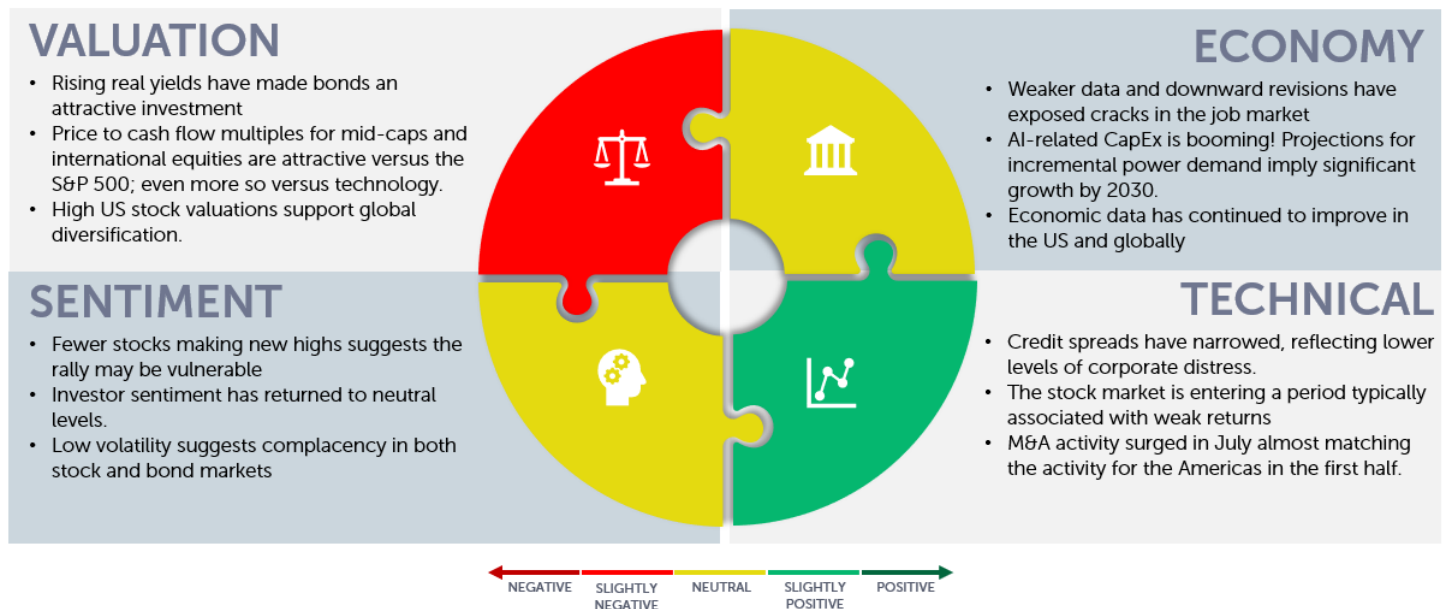 VALUATION
• Rising real yields have made bonds an
attractive investment
• Price to cash flow multiples for mid-caps and
international equities are attractive versus the
S&P 500; even more so versus technology.
• High US stock valuations support global
diversification.
ECONOMY
• Weaker data and downward revisions have
exposed cracks in the job market
• AI-related CapEx is booming! Projections for
incremental power demand imply significant
growth by 2030.
• Economic data has continued to improve in
the US and globally
SENTIMENT
• Fewer stocks making new highs suggests the
rally may be vulnerable
• Investor sentiment has returned to neutral
levels.
• Low volatility suggests complacency in both
stock and bond markets
TECHNICAL
• Credit spreads have narrowed, reflecting lower
levels of corporate distress.
• The stock market is entering a period typically
associated with weak returns
• M&A activity surged in July almost matching
the activity for the Americas in the first half.
NEGATIVE
SLIGHTLY
NEGATIVE
NEUTRAL
SLIGHTLY
POSITIVE
POSITIVE